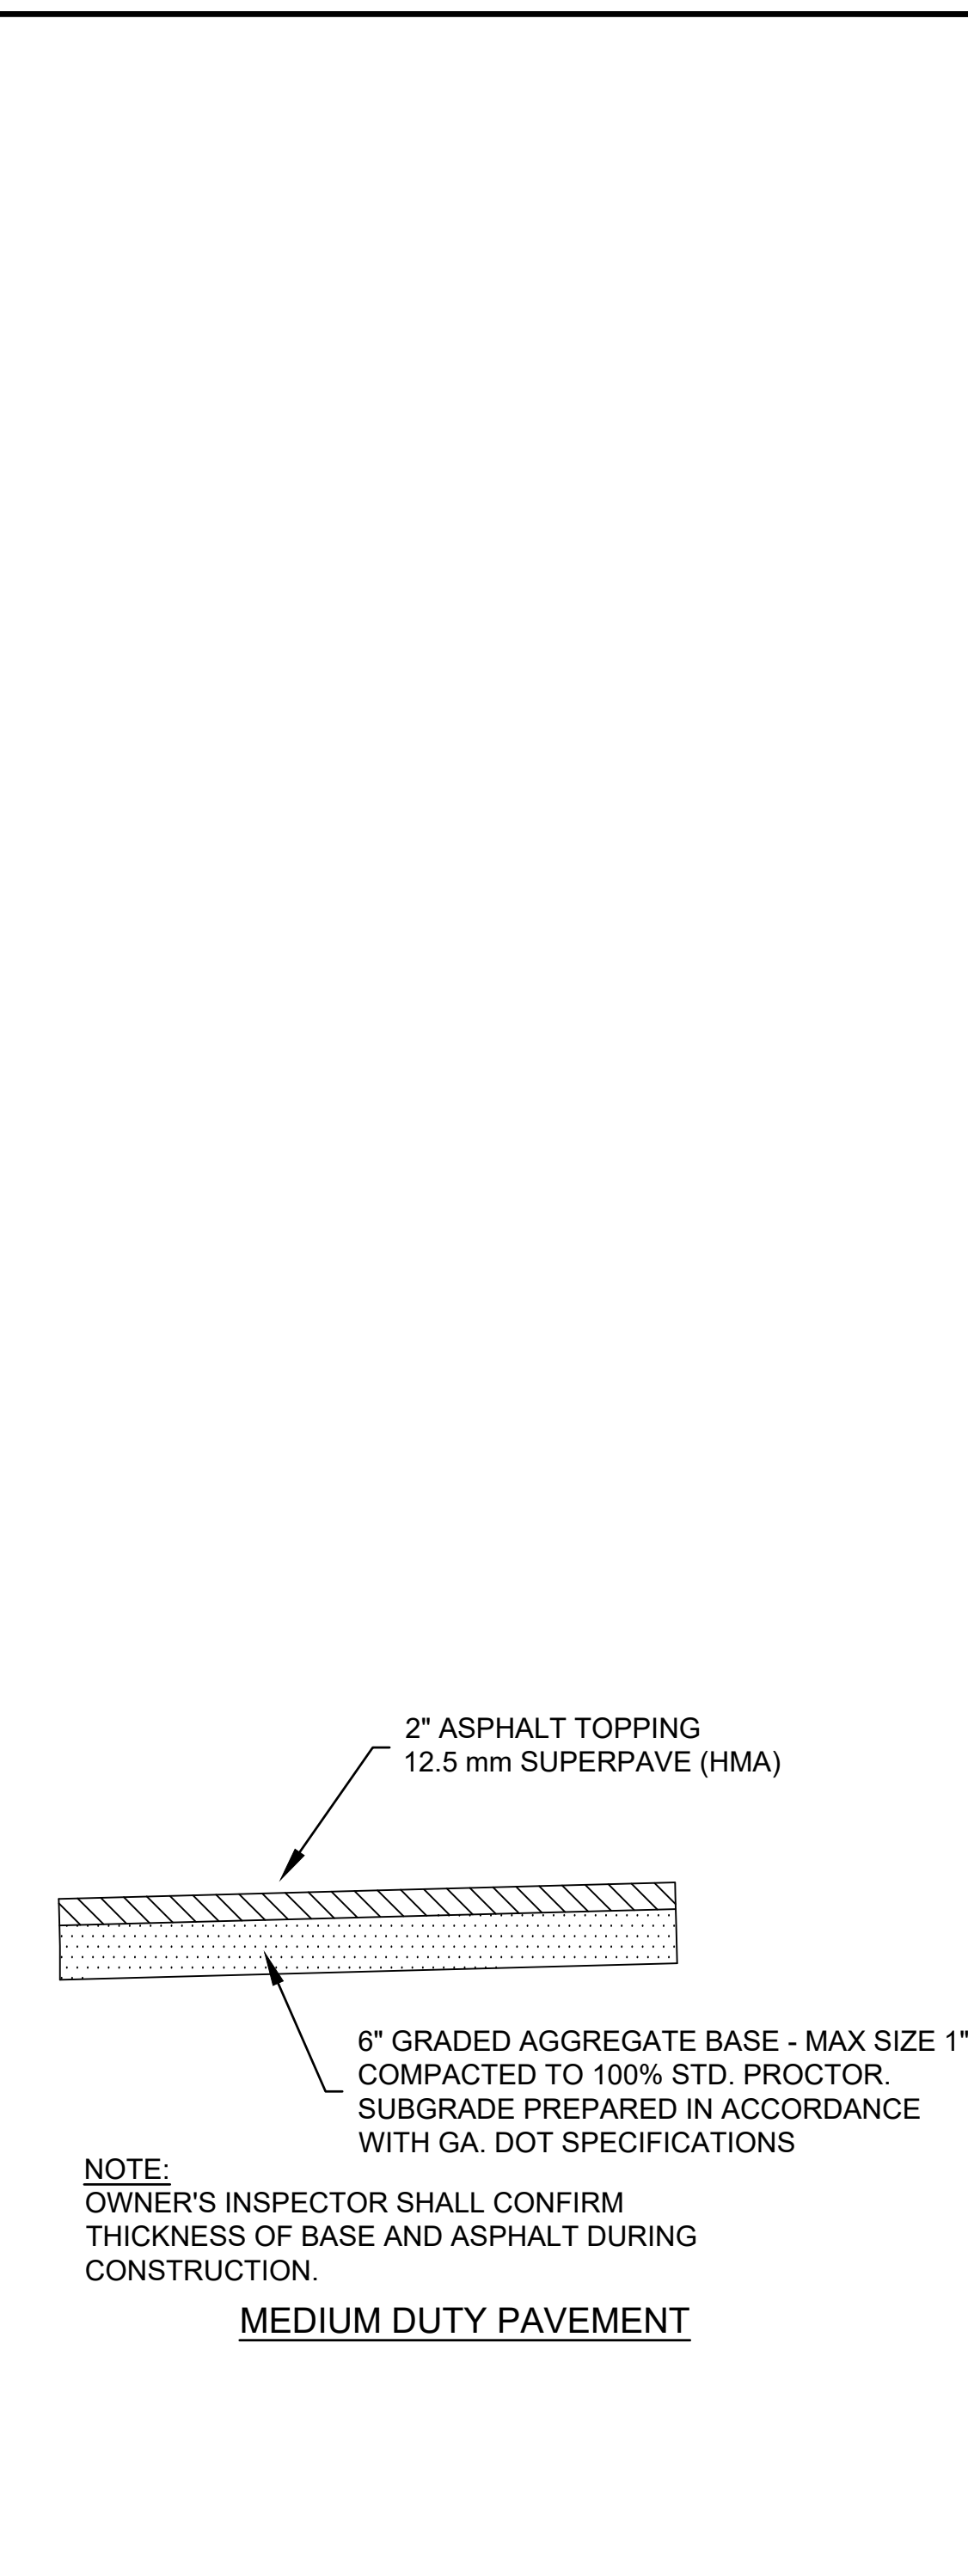 2" ASPHALT TOPPING
12.5 mm SUPERPAVE (HMA)
6" GRADED AGGREGATE BASE - MAX SIZE 1"
COMPACTED TO 100% STD. PROCTOR.
SUBGRADE PREPARED IN ACCORDANCE
WITH GA. DOT SPECIFICATIONS
NOTE:
OWNER'S INSPECTOR SHALL CONFIRM
THICKNESS OF BASE AND ASPHALT DURING
CONSTRUCTION.
MEDIUM DUTY PAVEMENT